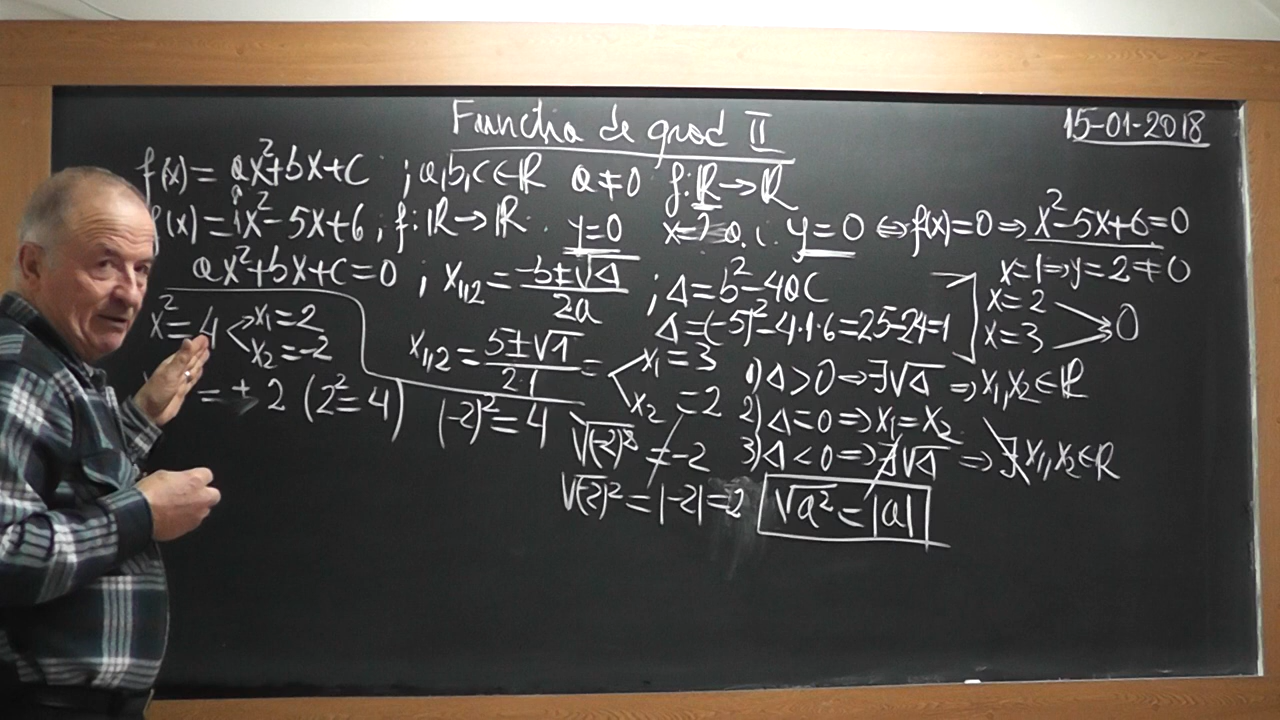 Funcția de grad II
15-01-2018
f(x) = ax²+bx+c ; a,b,c∈ℝ a≠0 f:ℝ→ℝ
f(x) = 1x²-5x+6 ; f:ℝ→ℝ. y=0 x=? a.î. y=0 ⇔ f(x)=0 ⇒ x²-5x+6=0
ax²+bx+c=0 ; x₁,₂ = (-b±√Δ)/2a ; Δ=b²-4ac
x=1⇒y=2≠0
x=2
x=3
0
Δ=(-5)²-4·1·6=25-24=1
x²=4
x₁=2
x₂=-2
= ± 2 (2²=4) (-2)²=4
x₁,₂ = (5±√1)/(2·1) =
x₁=3
x₂=2
1) Δ>0 ⇒ ∃√Δ ⇒ x₁,x₂∈ℝ
2) Δ=0 ⇒ x₁=x₂
3) Δ<0 ⇒ ∄√Δ ⇒ ∄ x₁,x₂∈ℝ
√(-2)² ≠ -2
√(-2)² = |-2| = 2
√a² = |a|